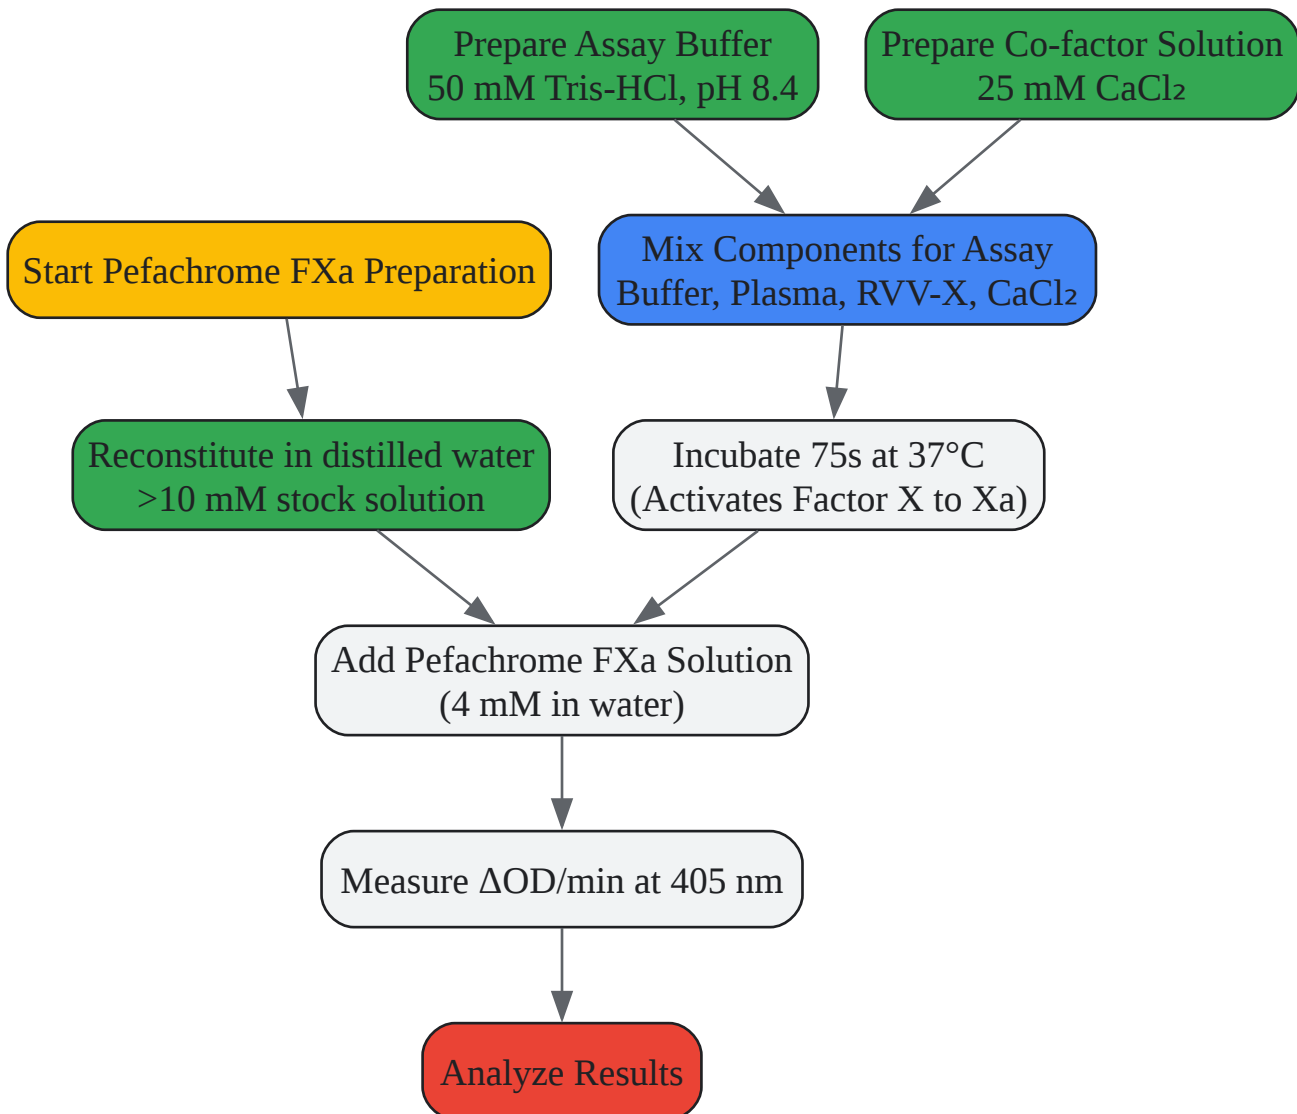 Prepare Assay Buffer
50 mM Tris-HCl, pH 8.4
Prepare Co-factor Solution
25 mM CaCl₂
Start Pefachrome FXa Preparation
Mix Components for Assay
Buffer, Plasma, RVV-X, CaCl₂
Reconstitute in distilled water
>10 mM stock solution
Incubate 75s at 37°C
(Activates Factor X to Xa)
Add Pefachrome FXa Solution
(4 mM in water)
Measure ΔOD/min at 405 nm
Analyze Results